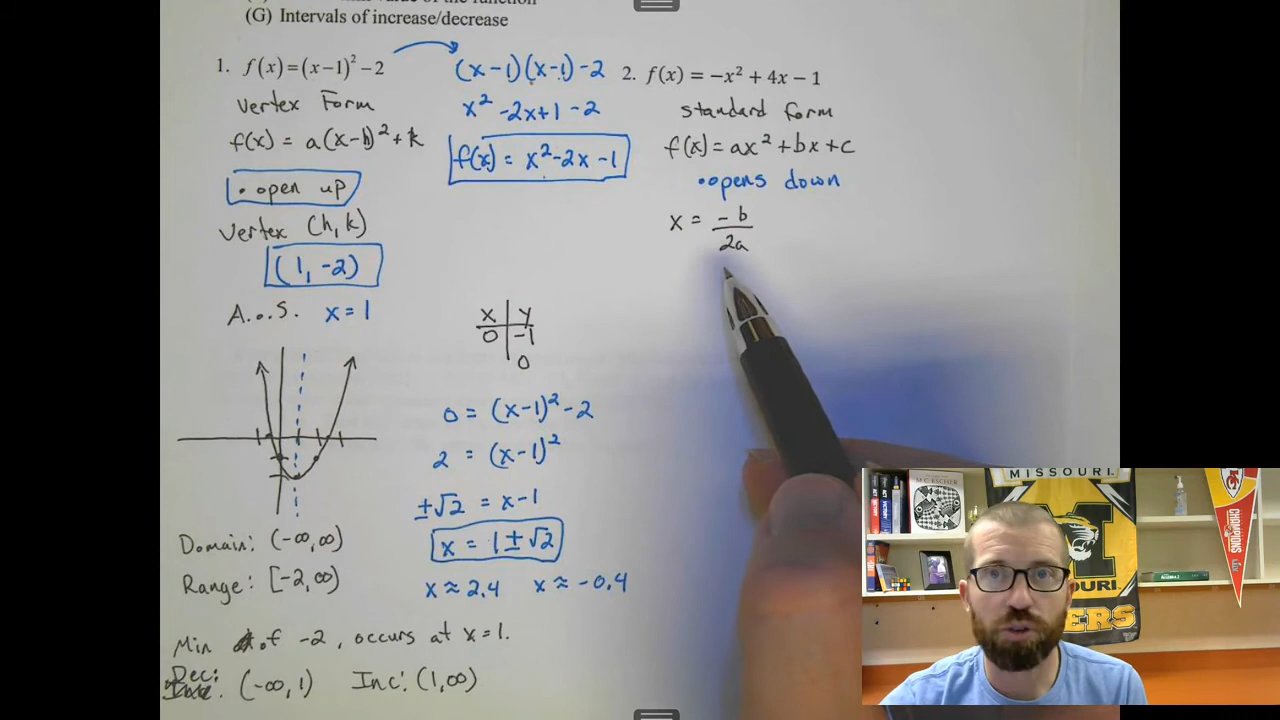 (G) Intervals of increase/decrease
1. f(x)=(x−1)²−2
Vertex Form
f(x) = a(x-h)²+k
• open up
Vertex (h,k)
(1,-2)
A.o.S. x=1
(x-1)(x-1)-2
x²-2x+1-2
f(x) = x²-2x-1
x y
0 -1
0
0 = (x-1)²-2
2 = (x-1)²
±√2 = x-1
x = 1±√2
x≈2.4 x≈-0.4
Domain: (-∞,∞)
Range: [-2,∞)
Min of -2, occurs at x=1.
Dec: (-∞,1) Inc: (1,∞)
2. f(x) = −x² + 4x − 1
standard form
f(x)= ax²+bx+c
•opens down
x = -b/2a
MISSOURI
M.C. ESCHER
OURI
ERS
CHAMPIONS